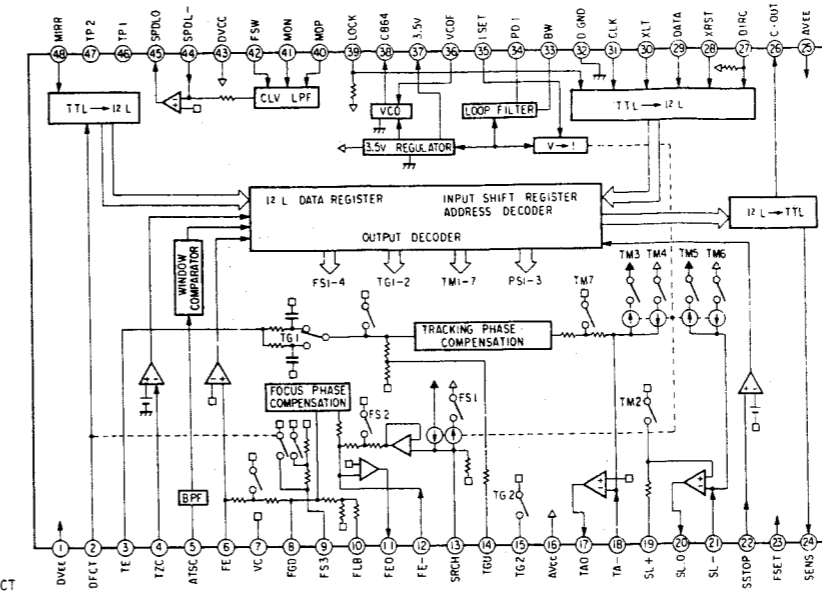 MIRR TP2 TP1 SPDLO SPDL- DVCC FSW MON MOP LOCK C864 3.5V VCOF ISET PD1 BW D GND CLK XLT DATA XRST DIRC C·OUT AVEE
48 47 46 45 44 43 42 41 40 39 38 37 36 35 34 33 32 31 30 29 28 27 26 25
TTL → I2L
CLV LPF
VCO
LOOP FILTER
TTL → I2L
3.5V REGULATOR
V → I
I2L DATA REGISTER
INPUT SHIFT REGISTER
ADDRESS DECODER
OUTPUT DECODER
I2L → TTL
WINDOW
COMPARATOR
FS1-4 TG1-2 TM1-7 PS1-3
TM7 TM3 TM4 TM5 TM6
TG1
TRACKING PHASE
COMPENSATION
FOCUS PHASE
COMPENSATION
FS2
FS1
TM2
BPF
TG2
1 2 3 4 5 6 7 8 9 10 11 12 13 14 15 16 17 18 19 20 21 22 23 24
DVEE DFCT TE TZC ATSC FE VC FGD FS3 FLB FEO FE- SRCH TGU TG2 AVCC TAO TA- SL+ SLO SL- SSTOP FSET SENS
CT